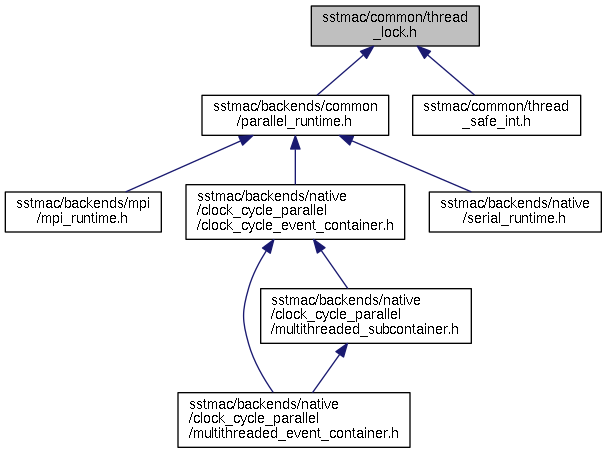 sstmac/common/thread
_lock.h
sstmac/backends/common
/parallel_runtime.h
sstmac/common/thread
_safe_int.h
sstmac/backends/mpi
/mpi_runtime.h
sstmac/backends/native
/clock_cycle_parallel
/clock_cycle_event_container.h
sstmac/backends/native
/serial_runtime.h
sstmac/backends/native
/clock_cycle_parallel
/multithreaded_subcontainer.h
sstmac/backends/native
/clock_cycle_parallel
/multithreaded_event_container.h